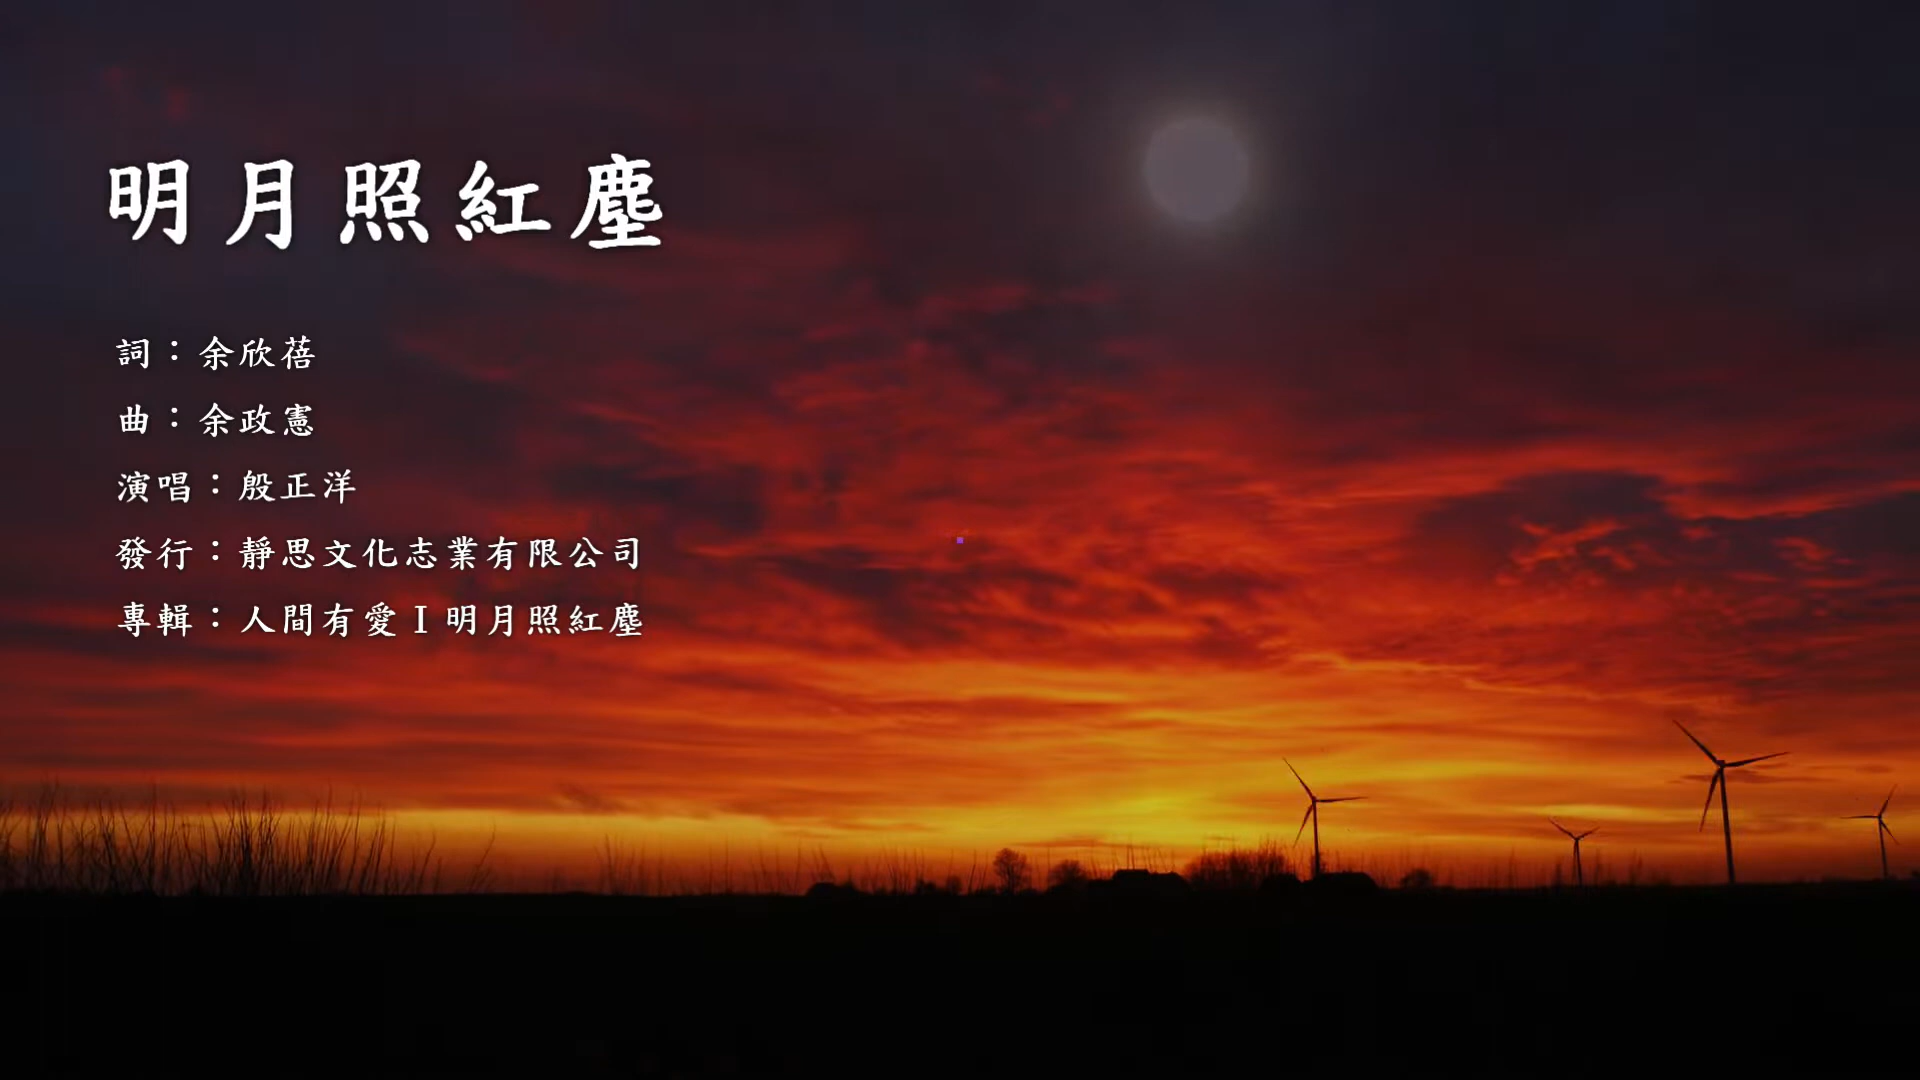 明月照紅塵
詞：余欣蓓
曲：余政憲
演唱：殷正洋
發行：靜思文化志業有限公司
專輯：人間有愛 I 明月照紅塵